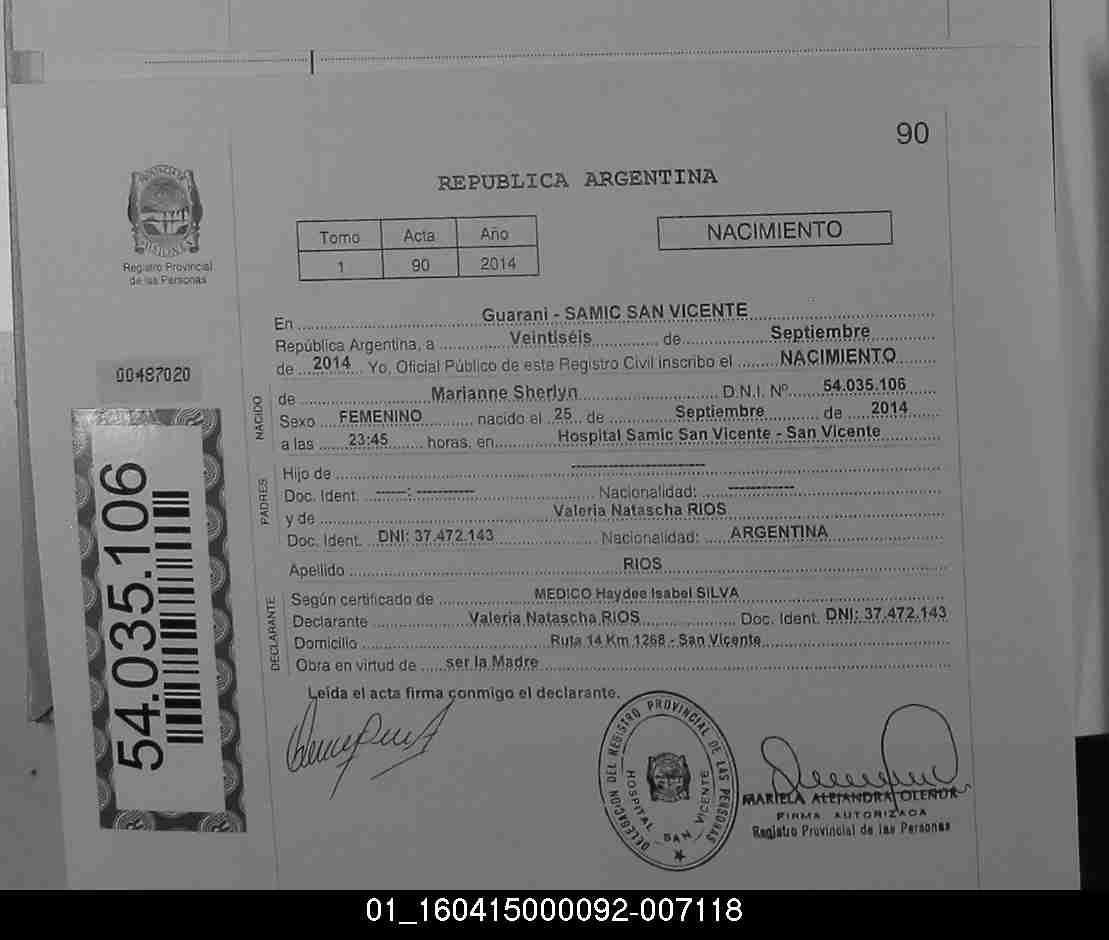 90
REPUBLICA ARGENTINA
Registro Provincial
de las Personas
Tomo Acta Año
1 90 2014
NACIMIENTO
00487020
54.035.106
En Guarani - SAMIC SAN VICENTE
República Argentina, a Veintiséis de Septiembre
de 2014 Yo, Oficial Público de este Registro Civil inscribo el NACIMIENTO
NACIDO
de Marianne Sherlyn D.N.I. Nº 54.035.106
Sexo FEMENINO nacido el 25 de Septiembre de 2014
a las 23:45 horas, en Hospital Samic San Vicente - San Vicente
PADRES
Hijo de --------------------
Doc. Ident. -----: ---------- Nacionalidad: -----------
y de Valeria Natascha RIOS
Doc. Ident. DNI: 37.472.143 Nacionalidad: ARGENTINA
Apellido RIOS
DECLARANTE
Según certificado de MEDICO Haydee Isabel SILVA
Declarante Valeria Natascha RIOS Doc. Ident. DNI: 37.472.143
Domicilio Ruta 14 Km 1268 - San Vicente
Obra en virtud de ser la Madre
Leida el acta firma conmigo el declarante.
DELEGACION DEL REGISTRO PROVINCIAL DE LAS PERSONAS
HOSPITAL SAN VICENTE
MARIELA ALEJANDRA OLENUK
FIRMA AUTORIZADA
Registro Provincial de las Personas
01_160415000092-007118